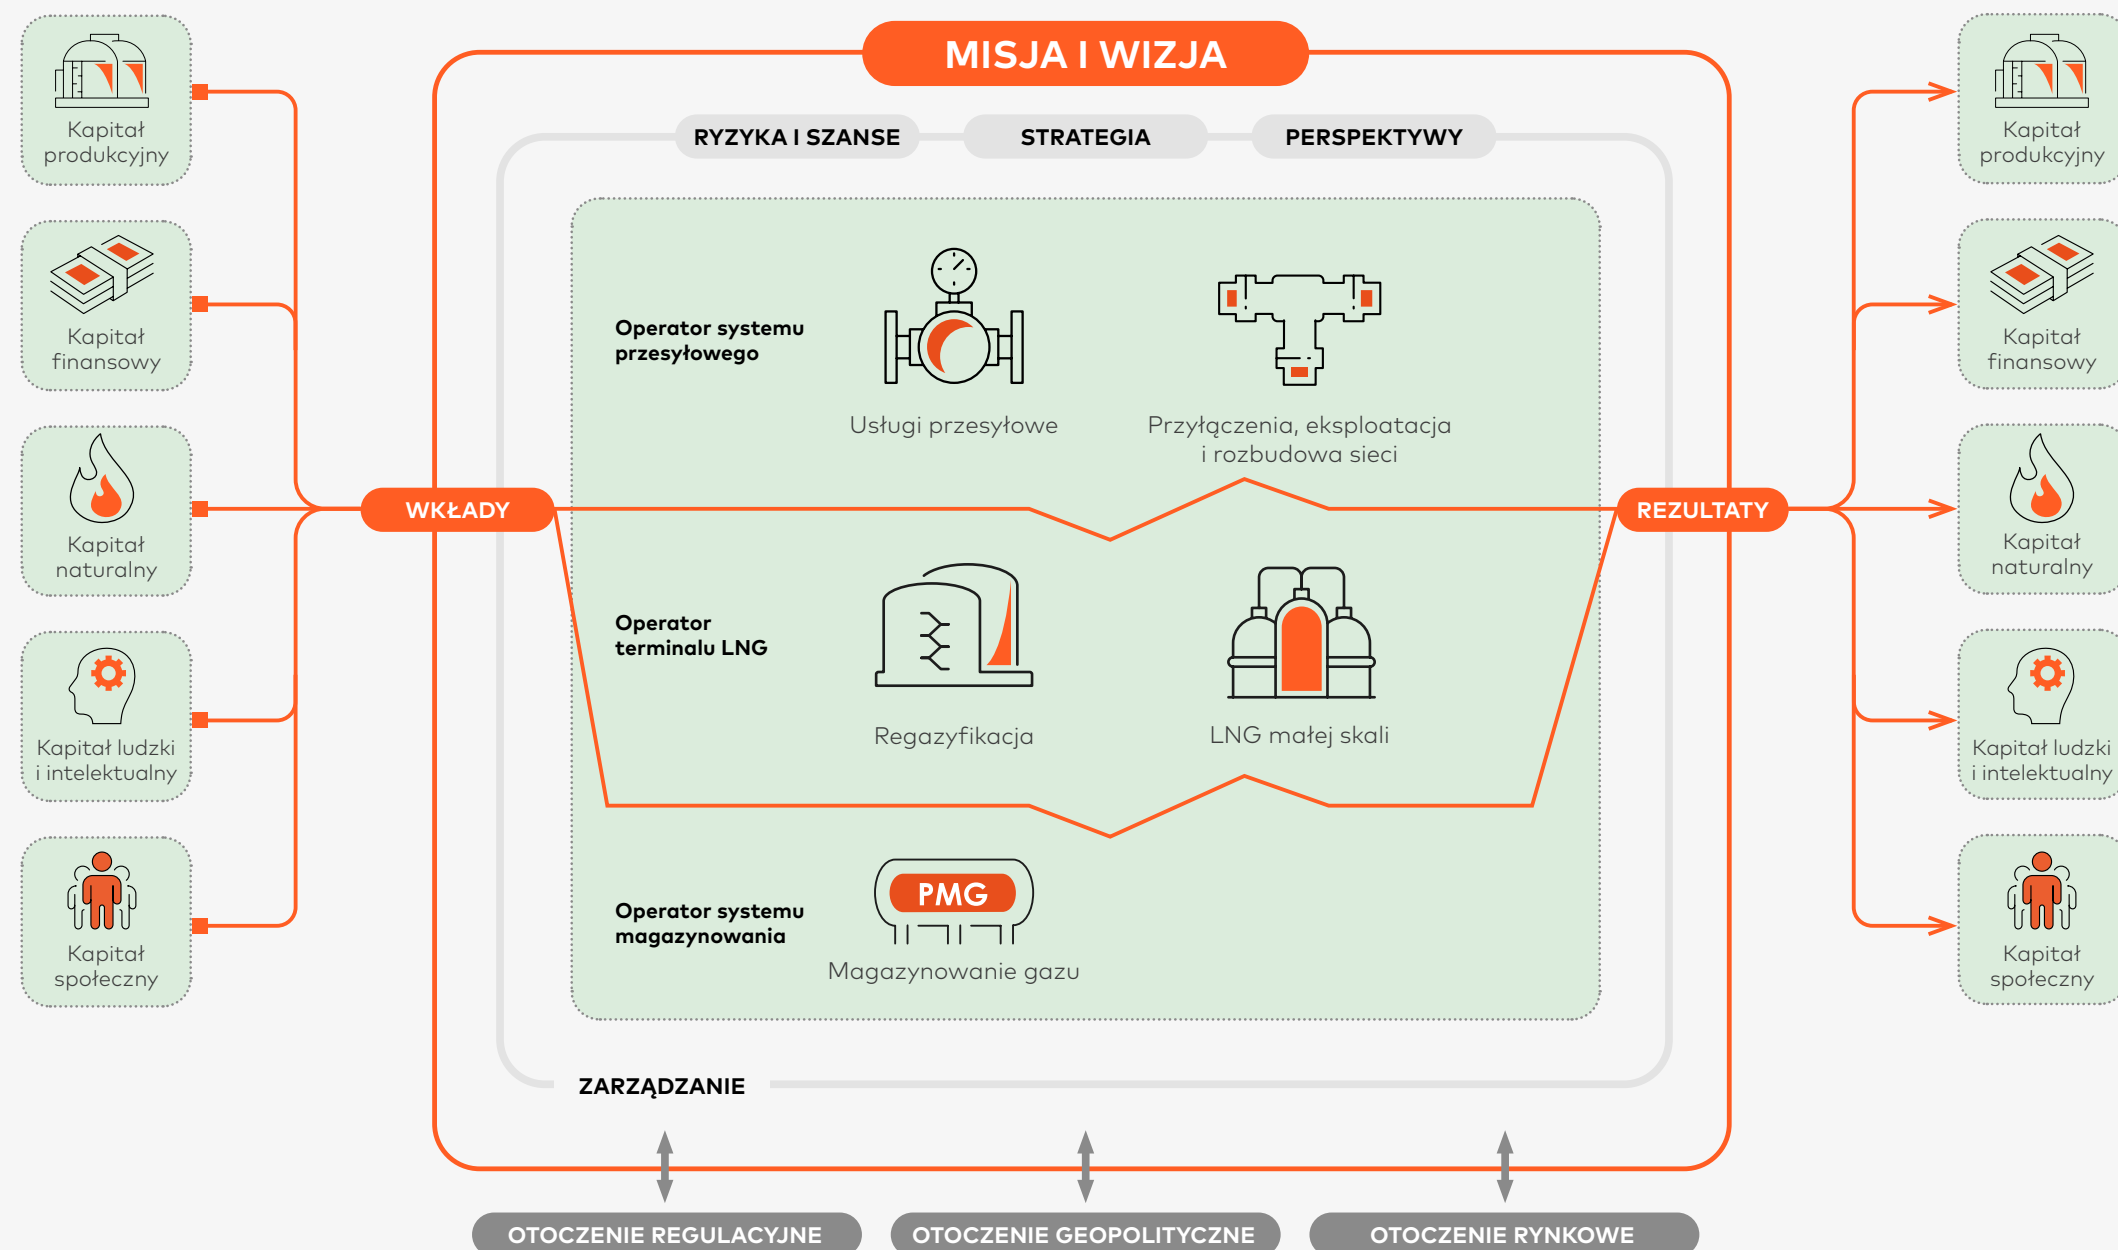 MISJA I WIZJA
RYZYKA I SZANSE
STRATEGIA
PERSPEKTYWY
Kapitał
produkcyjny
Kapitał
finansowy
Kapitał
naturalny
Kapitał ludzki
i intelektualny
Kapitał
społeczny
WKŁADY
Operator systemu
przesyłowego
Usługi przesyłowe
Przyłączenia, eksploatacja
i rozbudowa sieci
Operator
terminalu LNG
Regazyfikacja
LNG małej skali
Operator systemu
magazynowania
PMG
Magazynowanie gazu
ZARZĄDZANIE
REZULTATY
Kapitał
produkcyjny
Kapitał
finansowy
Kapitał
naturalny
Kapitał ludzki
i intelektualny
Kapitał
społeczny
OTOCZENIE REGULACYJNE
OTOCZENIE GEOPOLITYCZNE
OTOCZENIE RYNKOWE